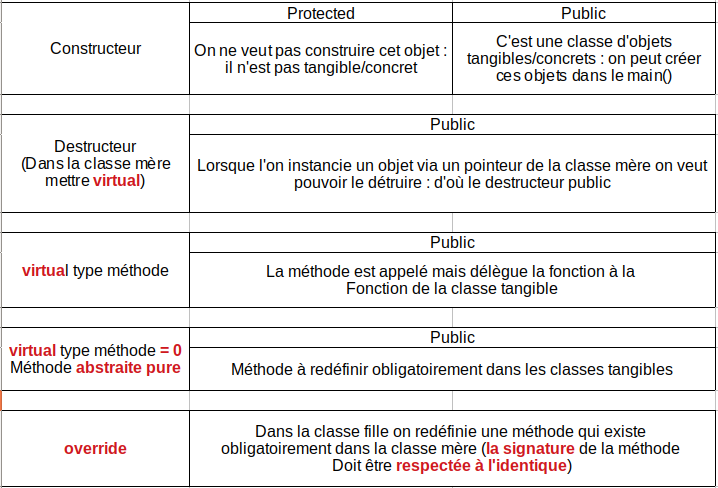 Constructeur
Protected
Public
On ne veut pas construire cet objet :
il n'est pas tangible/concret
C'est une classe d'objets
tangibles/concrets : on peut créer
ces objets dans le main()
Destructeur
(Dans la classe mère
mettre virtual)
Public
Lorsque l'on instancie un objet via un pointeur de la classe mère on veut
pouvoir le détruire : d'où le destructeur public
virtual type méthode
Public
La méthode est appelé mais délègue la fonction à la
Fonction de la classe tangible
virtual type méthode = 0
Méthode abstraite pure
Public
Méthode à redéfinir obligatoirement dans les classes tangibles
override
Dans la classe fille on redéfinie une méthode qui existe
obligatoirement dans la classe mère (la signature de la méthode
Doit être respectée à l'identique)